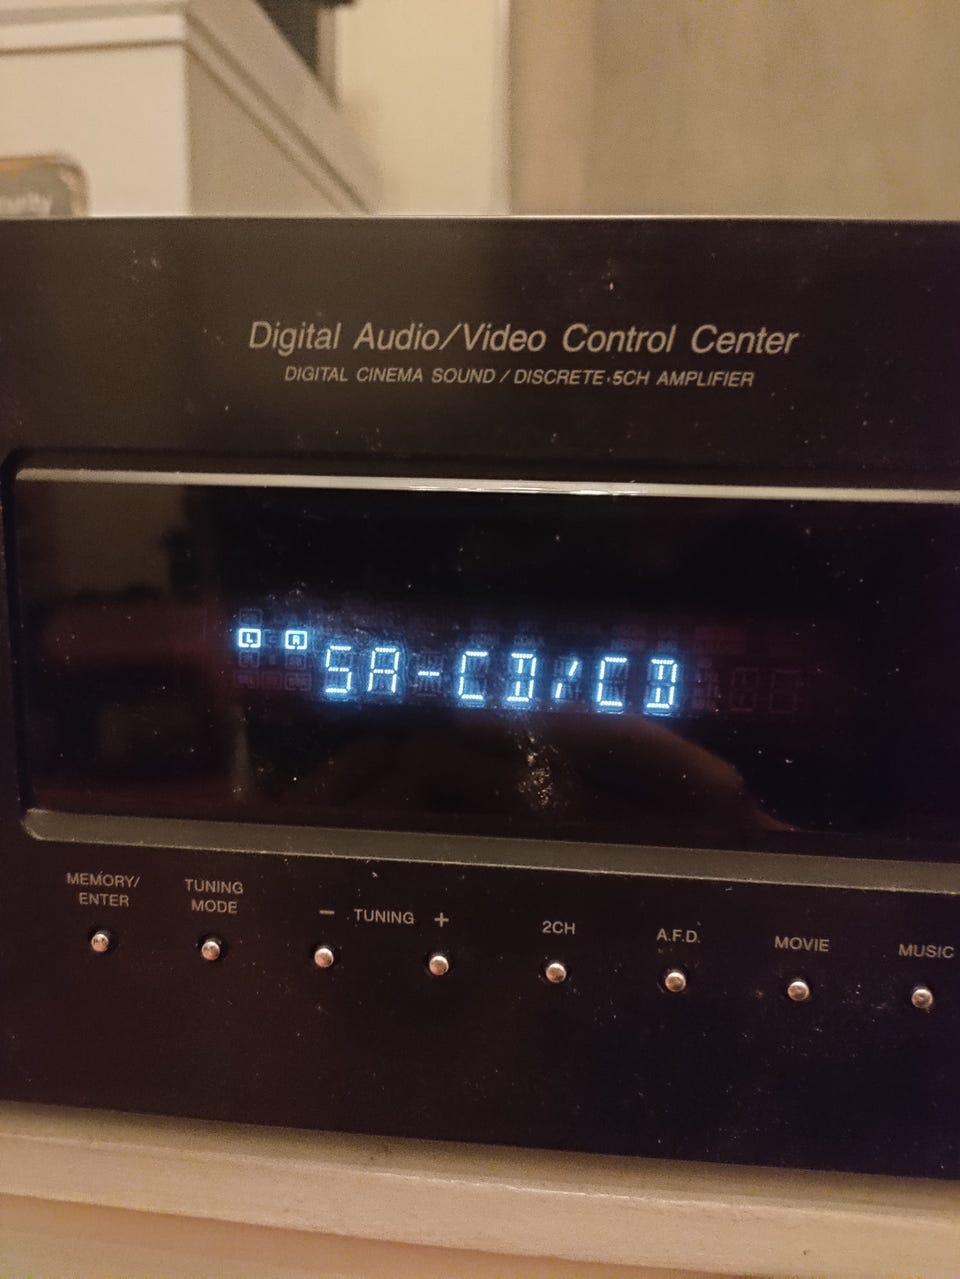 Digital Audio/Video Control Center
DIGITAL CINEMA SOUND / DISCRETE·5CH AMPLIFIER
L R
SA-CD/CD
MEMORY/
ENTER
TUNING
MODE
− TUNING +
2CH
A.F.D.
MOVIE
MUSIC